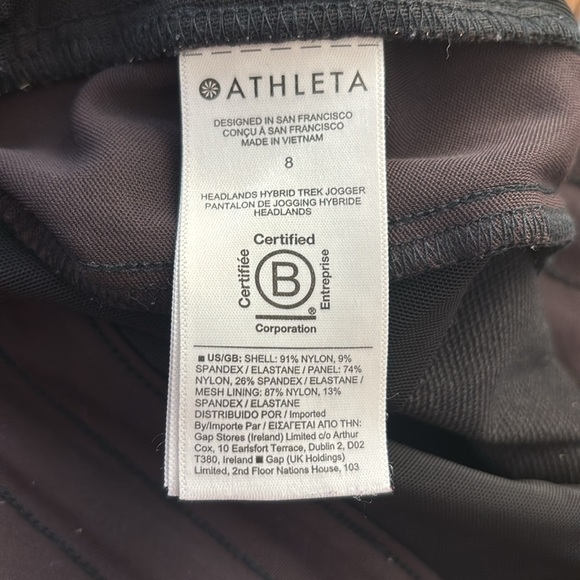 ATHLETA
DESIGNED IN SAN FRANCISCO
CONÇU À SAN FRANCISCO
MADE IN VIETNAM
8
HEADLANDS HYBRID TREK JOGGER
PANTALON DE JOGGING HYBRIDE
HEADLANDS
Certified
Certifiée
B
Entreprise
®
Corporation
■ US/GB: SHELL: 91% NYLON, 9%
SPANDEX / ELASTANE / PANEL: 74%
NYLON, 26% SPANDEX / ELASTANE /
MESH LINING: 87% NYLON, 13%
SPANDEX / ELASTANE
DISTRIBUIDO POR / Imported
By/Importe Par / ΕΙΣΑΓΕΤΑΙ ΑΠΟ ΤΗΝ:
Gap Stores (Ireland) Limited c/o Arthur
Cox, 10 Earlsfort Terrace, Dublin 2, D02
T380, Ireland ■ Gap (UK Holdings)
Limited, 2nd Floor Nations House, 103